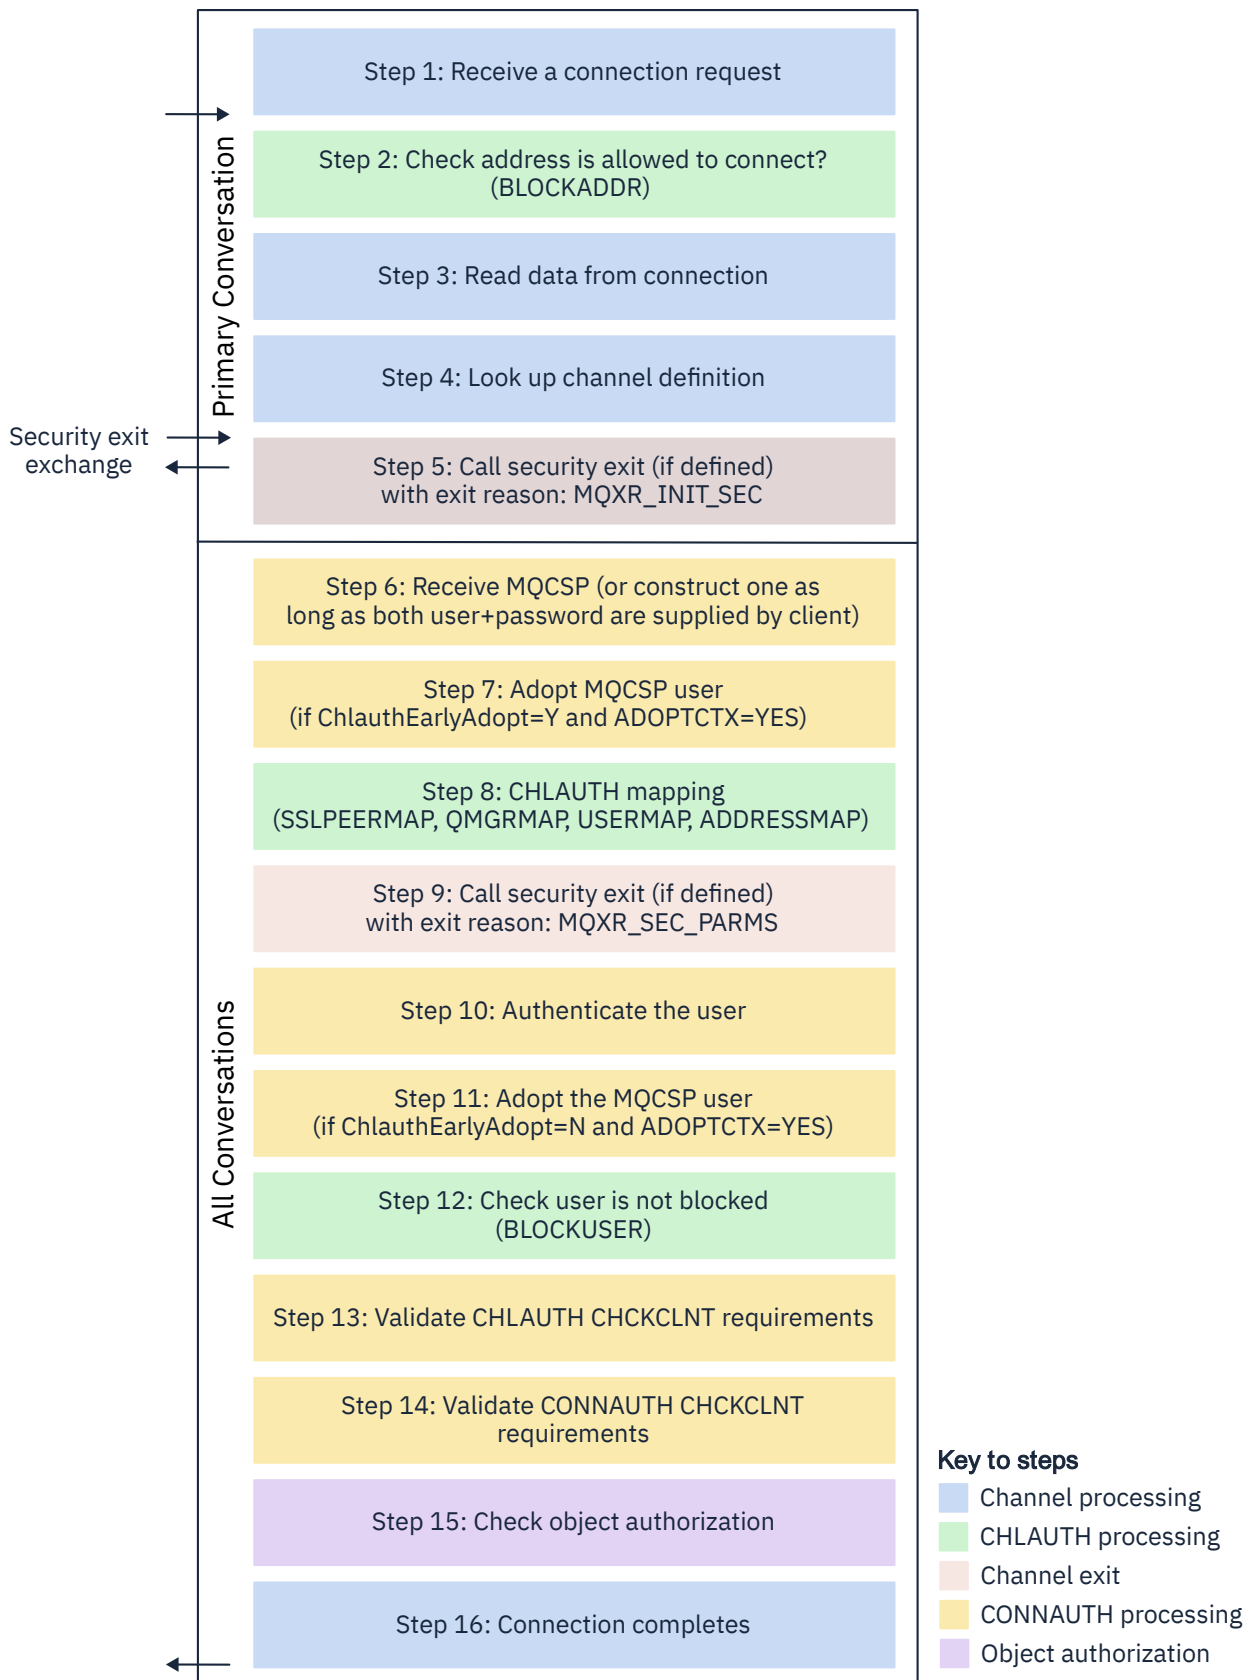 Primary Conversation
Step 1: Receive a connection request
Step 2: Check address is allowed to connect?
(BLOCKADDR)
Step 3: Read data from connection
Step 4: Look up channel definition
Security exit
exchange
Step 5: Call security exit (if defined)
with exit reason: MQXR_INIT_SEC
All Conversations
Step 6: Receive MQCSP (or construct one as
long as both user+password are supplied by client)
Step 7: Adopt MQCSP user
(if ChlauthEarlyAdopt=Y and ADOPTCTX=YES)
Step 8: CHLAUTH mapping
(SSLPEERMAP, QMGRMAP, USERMAP, ADDRESSMAP)
Step 9: Call security exit (if defined)
with exit reason: MQXR_SEC_PARMS
Step 10: Authenticate the user
Step 11: Adopt the MQCSP user
(if ChlauthEarlyAdopt=N and ADOPTCTX=YES)
Step 12: Check user is not blocked
(BLOCKUSER)
Step 13: Validate CHLAUTH CHCKCLNT requirements
Step 14: Validate CONNAUTH CHCKCLNT
requirements
Step 15: Check object authorization
Step 16: Connection completes
Key to steps
Channel processing
CHLAUTH processing
Channel exit
CONNAUTH processing
Object authorization